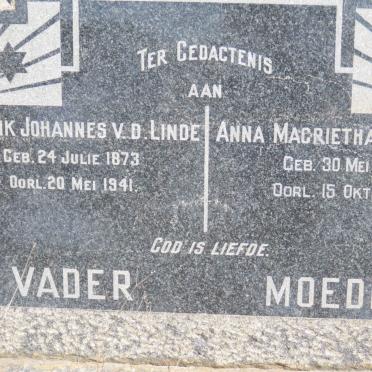 TER GEDACTENIS
AAN
JOHANNES V.D. LINDE
GEB. 24 JULIE 1873
OORL. 20 MEI 1941.
ANNA MAGRIETHA
GEB. 30 MEI
OORL. 15 OKT
GOD IS LIEFDE.
VADER
MOED